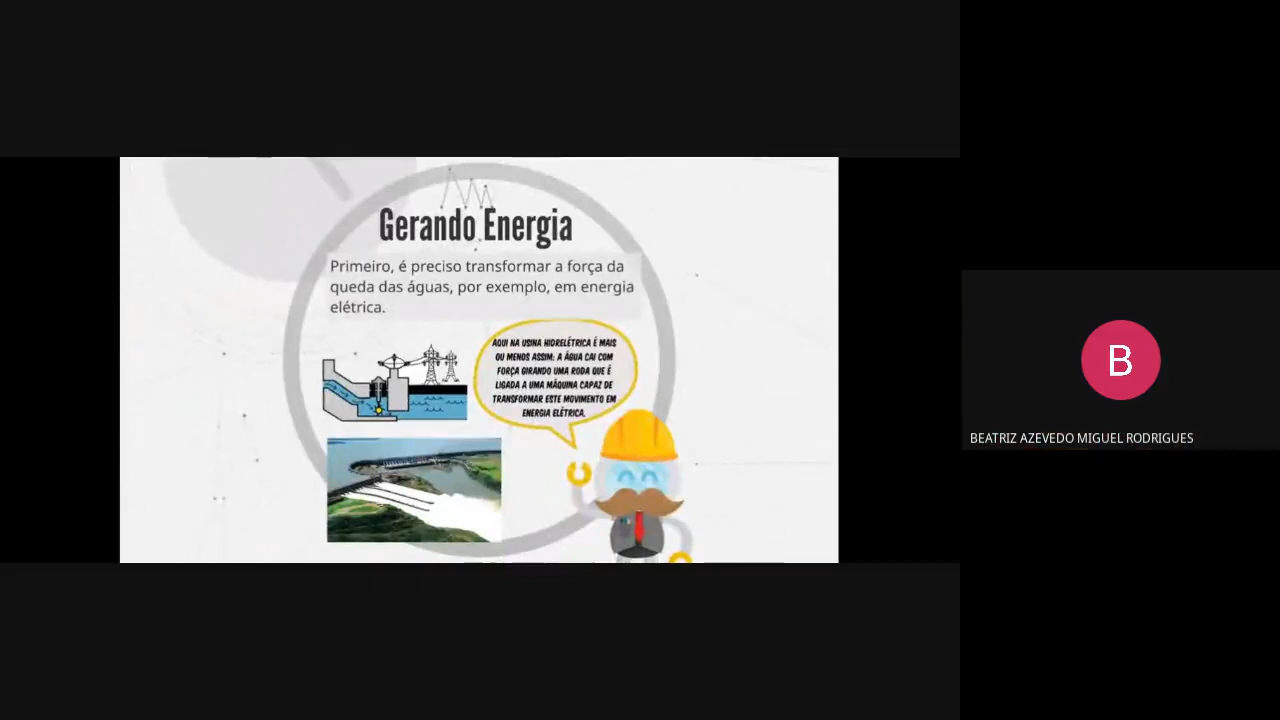 Gerando Energia
Primeiro, é preciso transformar a força da
queda das águas, por exemplo, em energia
elétrica.
AQUI NA USINA HIDRELÉTRICA É MAIS
OU MENOS ASSIM: A ÁGUA CAI COM
FORÇA GIRANDO UMA RODA QUE É
LIGADA A UMA MÁQUINA CAPAZ DE
TRANSFORMAR ESTE MOVIMENTO EM
ENERGIA ELÉTRICA.
B
BEATRIZ AZEVEDO MIGUEL RODRIGUES